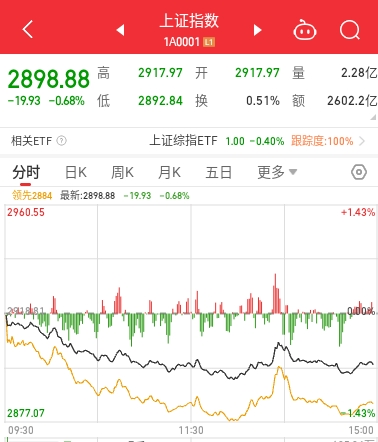 上证指数
1A0001 L1
2898.88
-19.93 -0.68%
高 2917.97 开 2917.97 量 2.28亿
低 2892.84 换 0.51% 额 2602.2亿
相关ETF ? 上证综指ETF 1.00 -0.40% 跟踪度:100%
分时 日K 周K 月K 五日 更多
领先2884 最新:2898.88 -19.93 -0.68%
2960.55 +1.43%
2918.81 0.00%
2877.07 -1.43%
09:30 11:30 15:00